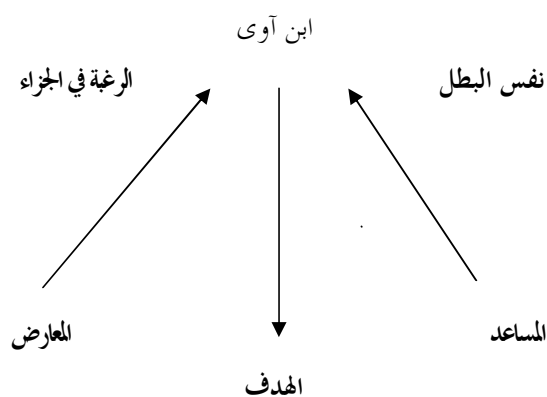 ابن آوى
نفس البطل
الرغبة في الجزاء
المساعد
المعارض
الهدف